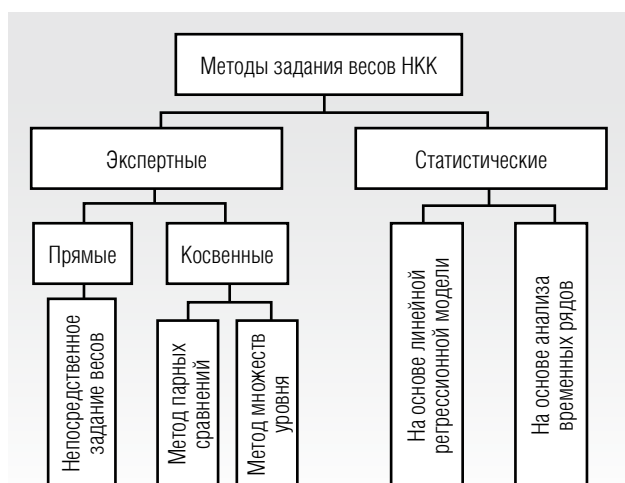 Методы задания весов НКК
Экспертные
Статистические
Прямые
Косвенные
Непосредственное
задание весов
Метод парных
сравнений
Метод множеств
уровня
На основе линейной
регрессионной модели
На основе анализа
временных рядов